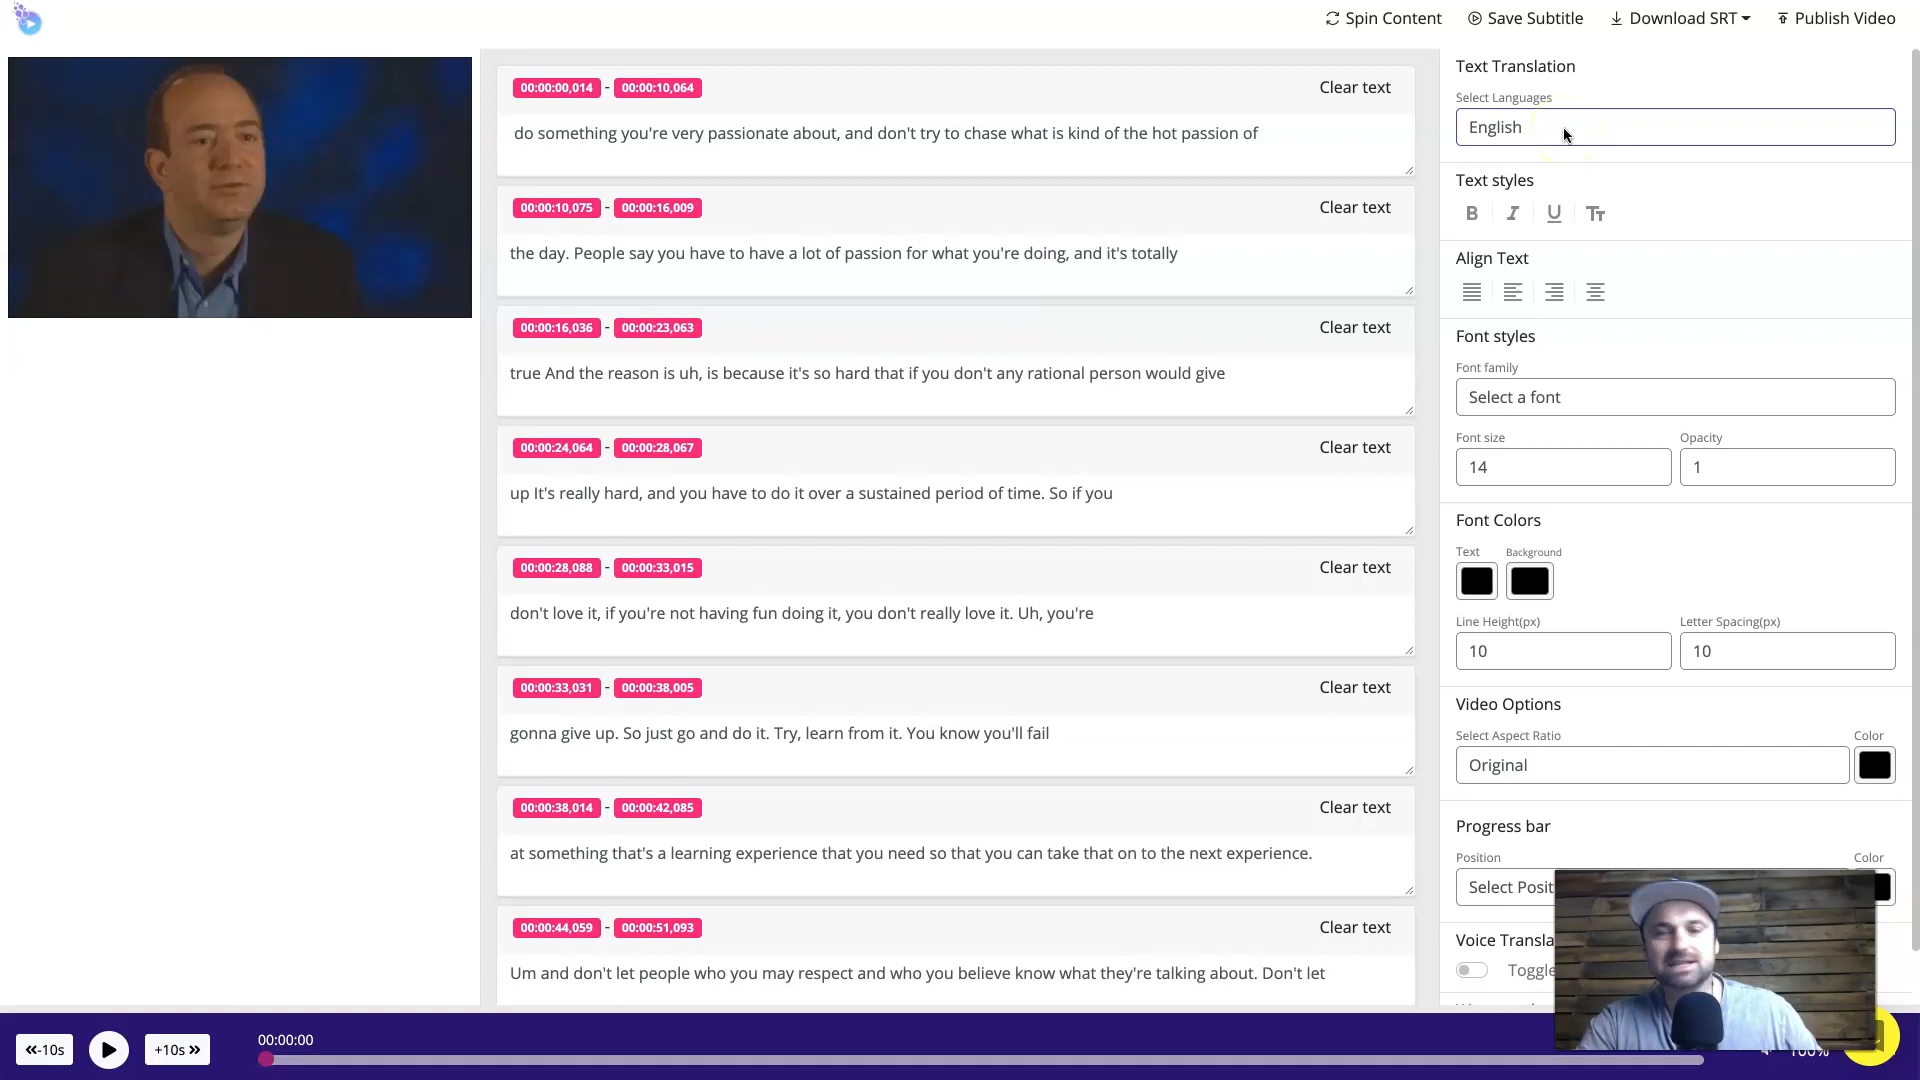 Spin Content
Save Subtitle
Download SRT
Publish Video
00:00:00,014 - 00:00:10,064
Clear text
do something you're very passionate about, and don't try to chase what is kind of the hot passion of
00:00:10,075 - 00:00:16,009
Clear text
the day. People say you have to have a lot of passion for what you're doing, and it's totally
00:00:16,036 - 00:00:23,063
Clear text
true And the reason is uh, is because it's so hard that if you don't any rational person would give
00:00:24,064 - 00:00:28,067
Clear text
up It's really hard, and you have to do it over a sustained period of time. So if you
00:00:28,088 - 00:00:33,015
Clear text
don't love it, if you're not having fun doing it, you don't really love it. Uh, you're
00:00:33,031 - 00:00:38,005
Clear text
gonna give up. So just go and do it. Try, learn from it. You know you'll fail
00:00:38,014 - 00:00:42,085
Clear text
at something that's a learning experience that you need so that you can take that on to the next experience.
00:00:44,059 - 00:00:51,093
Clear text
Um and don't let people who you may respect and who you believe know what they're talking about. Don't let
Text Translation
Select Languages
English
Text styles
B I U Tt
Align Text
Font styles
Font family
Select a font
Font size
Opacity
14
1
Font Colors
Text
Background
Line Height(px)
Letter Spacing(px)
10
10
Video Options
Select Aspect Ratio
Color
Original
Progress bar
Position
Color
Select Posit
Voice Transla
Toggle
-10s
+10s
00:00:00
100%